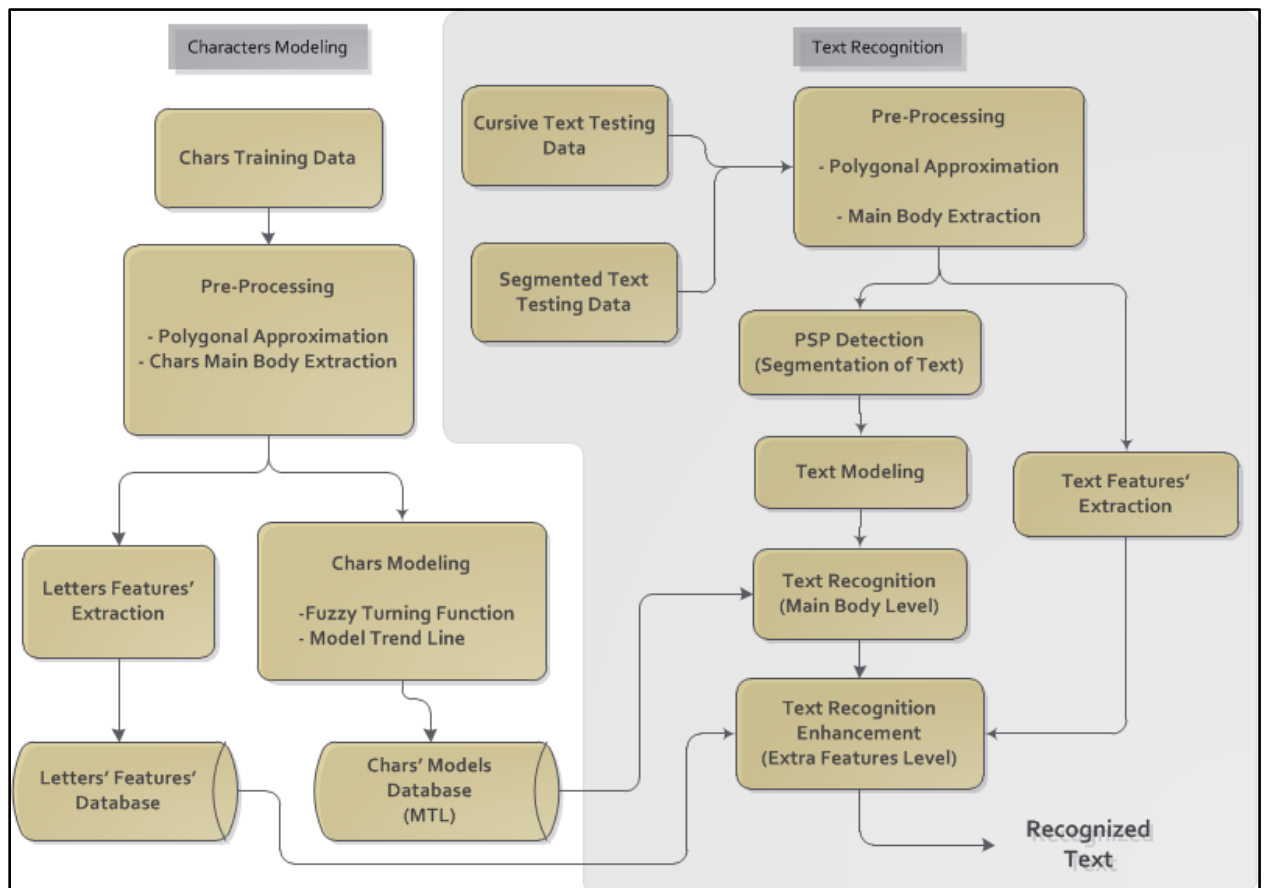 Characters Modeling
Chars Training Data
Pre-Processing
- Polygonal Approximation
- Chars Main Body Extraction
Letters Features‘
Extraction
Chars Modeling
-Fuzzy Turning Function
- Model Trend Line
Letters‘ Features‘
Database
Chars‘ Models
Database
(MTL)
Text Recognition
Cursive Text Testing
Data
Segmented Text
Testing Data
Pre-Processing
- Polygonal Approximation
- Main Body Extraction
PSP Detection
(Segmentation of Text)
Text Modeling
Text Features‘
Extraction
Text Recognition
(Main Body Level)
Text Recognition
Enhancement
(Extra Features Level)
Recognized
Text